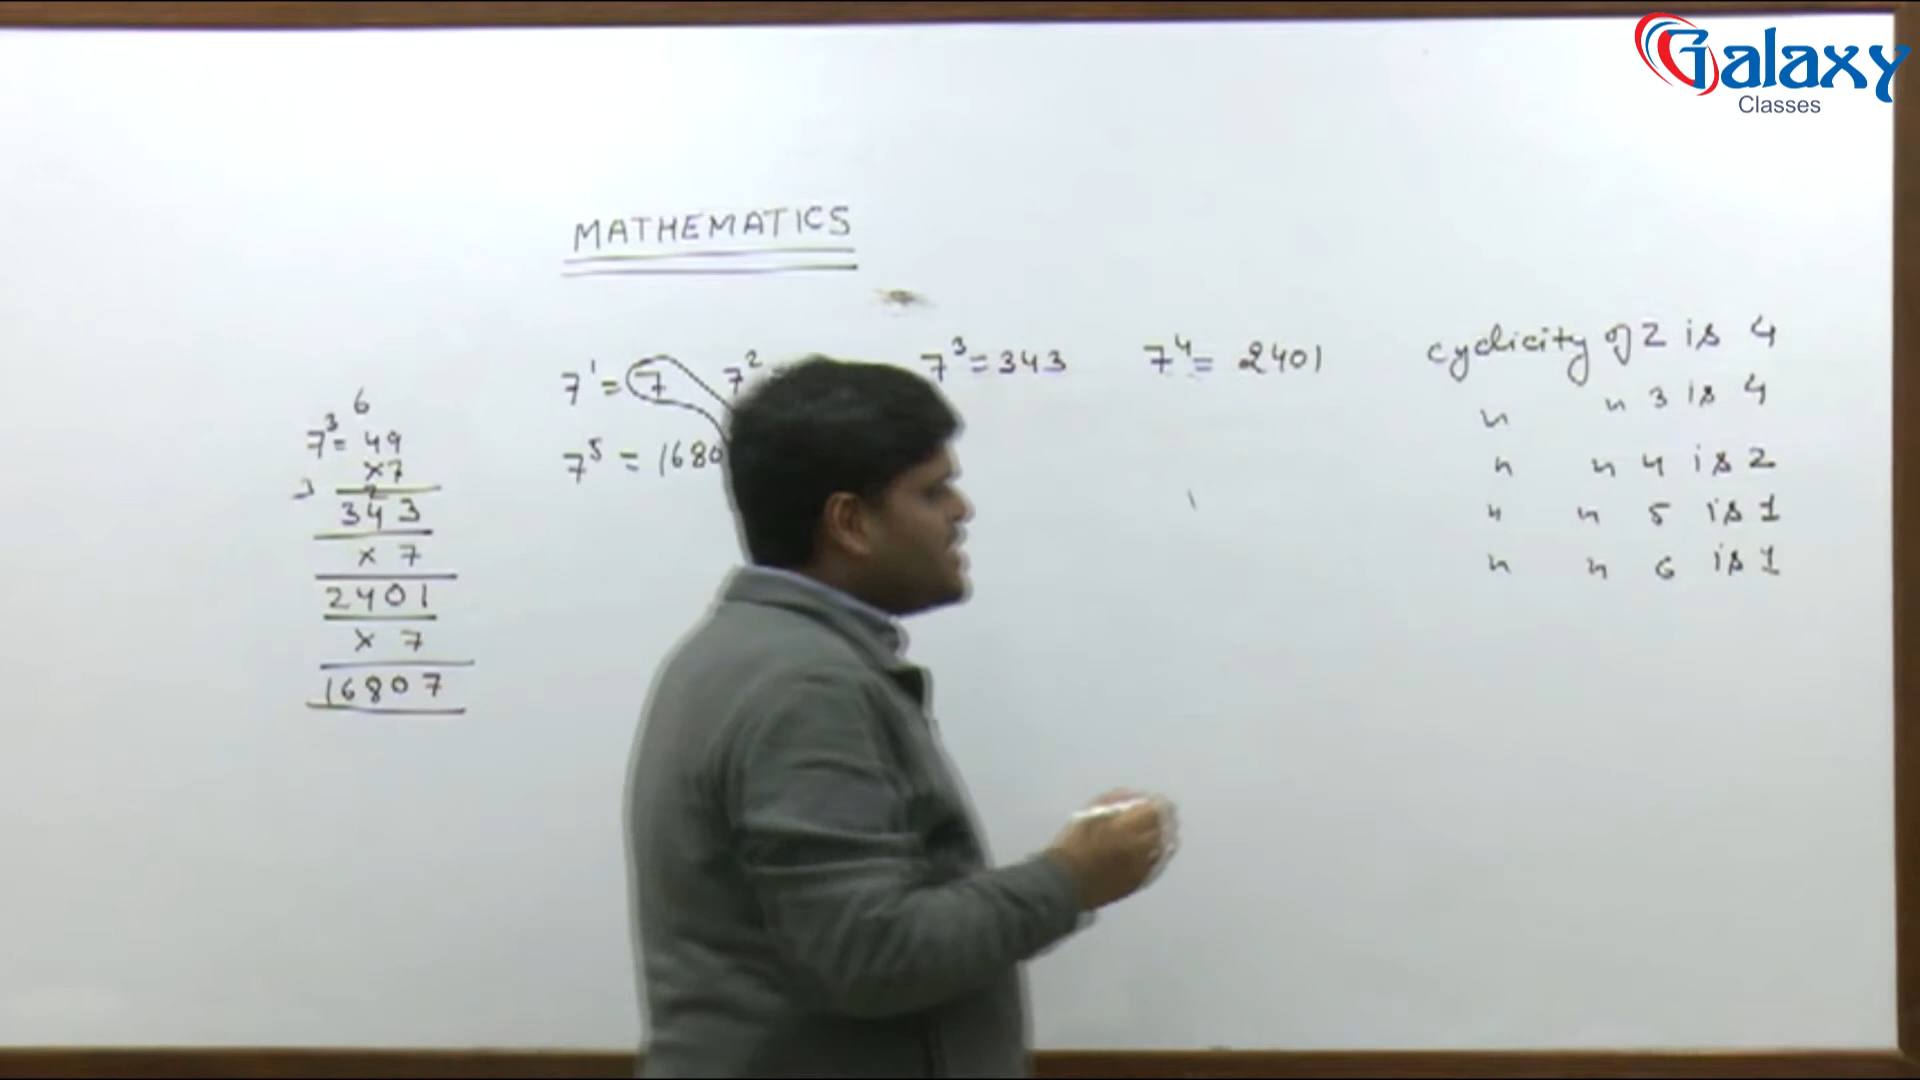 Galaxy
Classes
MATHEMATICS
7¹ = 7 7² 7³ = 343 7⁴ = 2401
7⁵ = 1680
6
7³ = 49
×7
3 2
343
× 7
2401
× 7
16807
cyclicity of 2 is 4
" " 3 is 4
" " 4 is 2
" " 5 is 1
" " 6 is 1